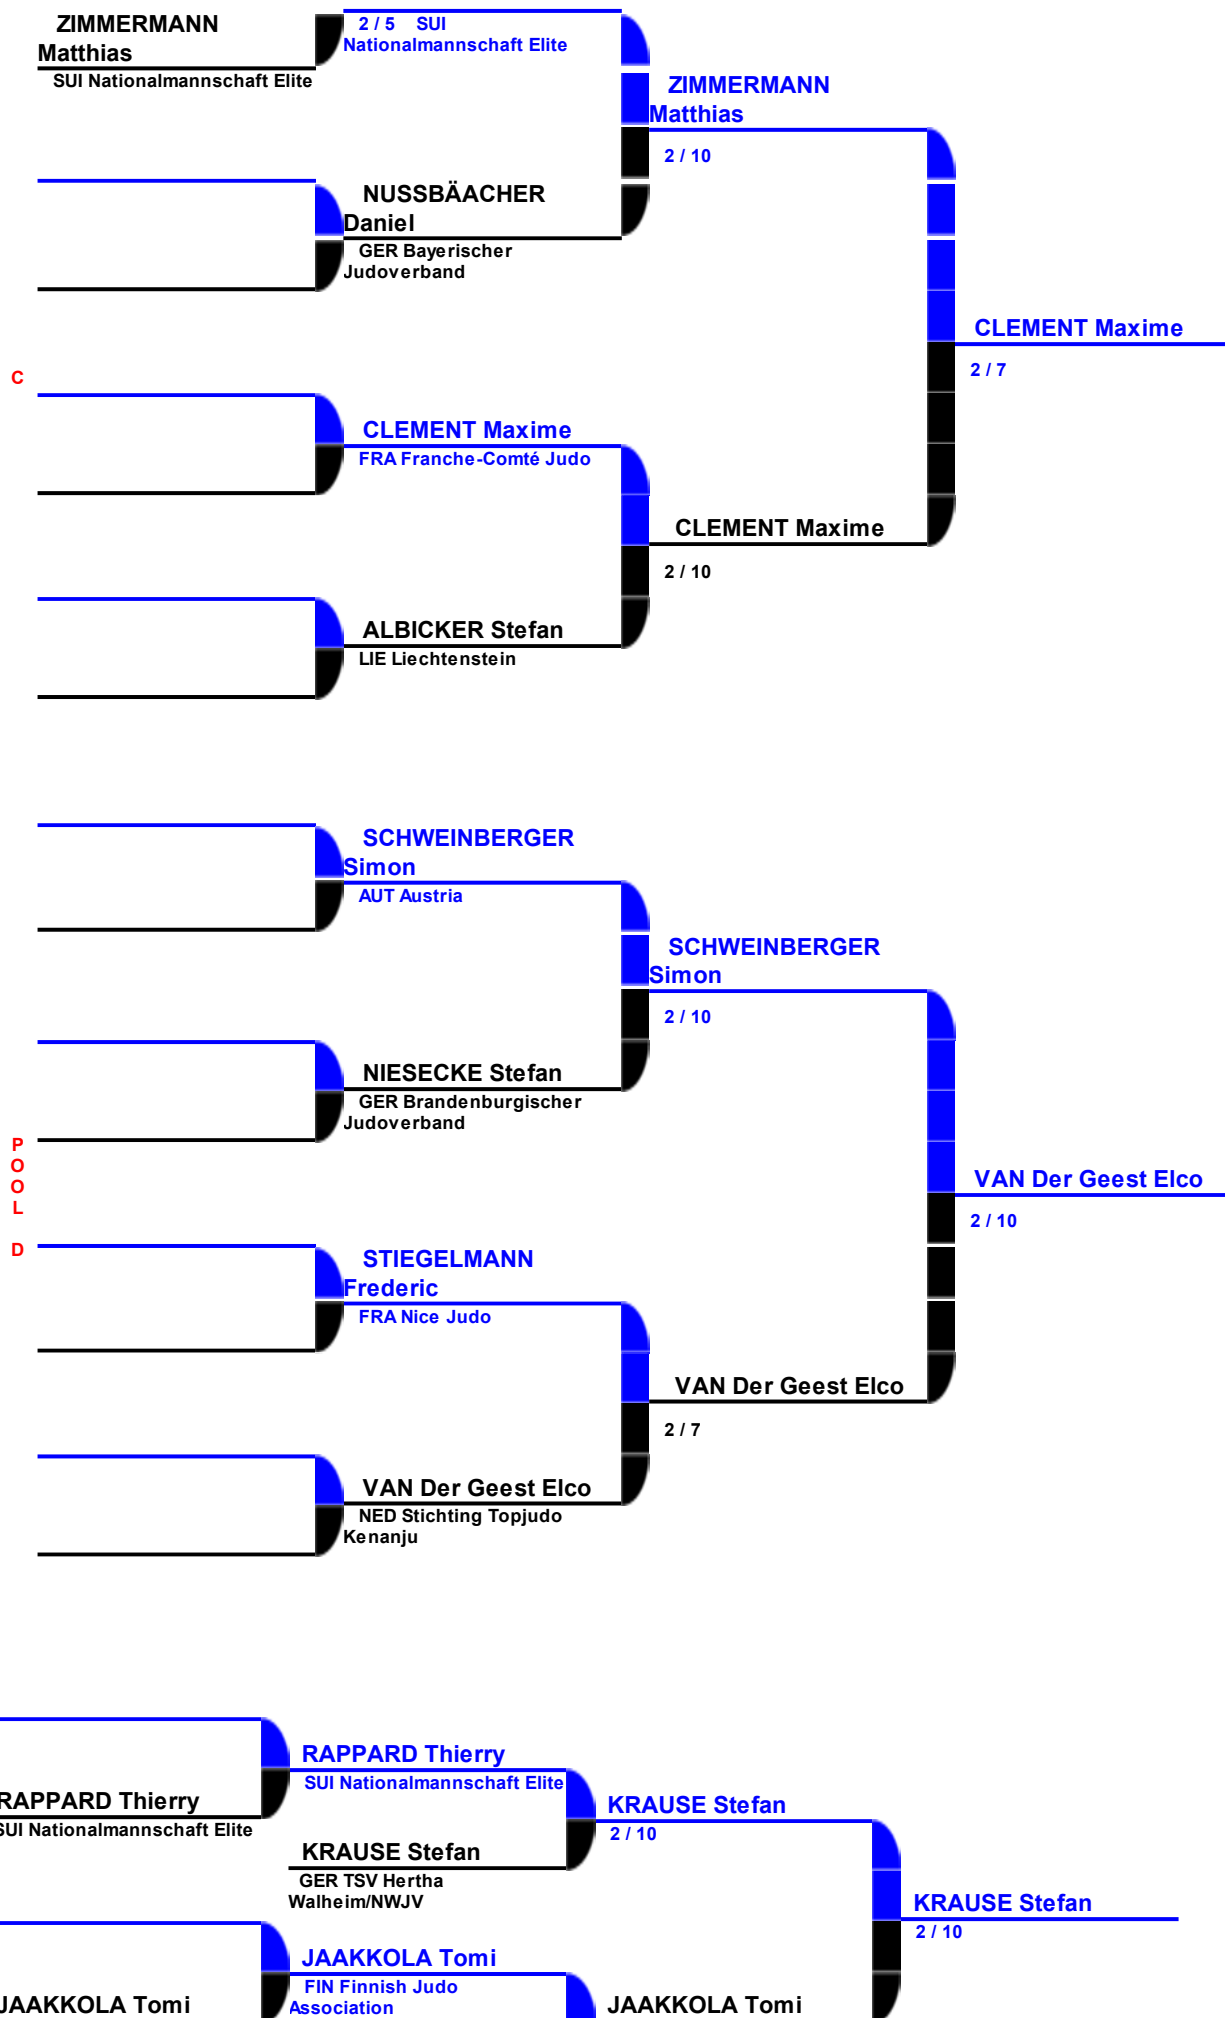 ZIMMERMANN
Matthias
SUI Nationalmannschaft Elite
2 / 5 SUI
Nationalmannschaft Elite
ZIMMERMANN
Matthias
2 / 10
NUSSBÄACHER
Daniel
GER Bayerischer
Judoverband
CLEMENT Maxime
2 / 7
C
CLEMENT Maxime
FRA Franche-Comté Judo
CLEMENT Maxime
2 / 10
ALBICKER Stefan
LIE Liechtenstein
SCHWEINBERGER
Simon
AUT Austria
SCHWEINBERGER
Simon
2 / 10
NIESECKE Stefan
GER Brandenburgischer
Judoverband
P
O
O
L
D
VAN Der Geest Elco
2 / 10
STIEGELMANN
Frederic
FRA Nice Judo
VAN Der Geest Elco
2 / 7
VAN Der Geest Elco
NED Stichting Topjudo
Kenanju
RAPPARD Thierry
SUI Nationalmannschaft Elite
RAPPARD Thierry
SUI Nationalmannschaft Elite
KRAUSE Stefan
2 / 10
KRAUSE Stefan
GER TSV Hertha
Walheim/NWJV
KRAUSE Stefan
2 / 10
JAAKKOLA Tomi
FIN Finnish Judo
Association
JAAKKOLA Tomi
JAAKKOLA Tomi